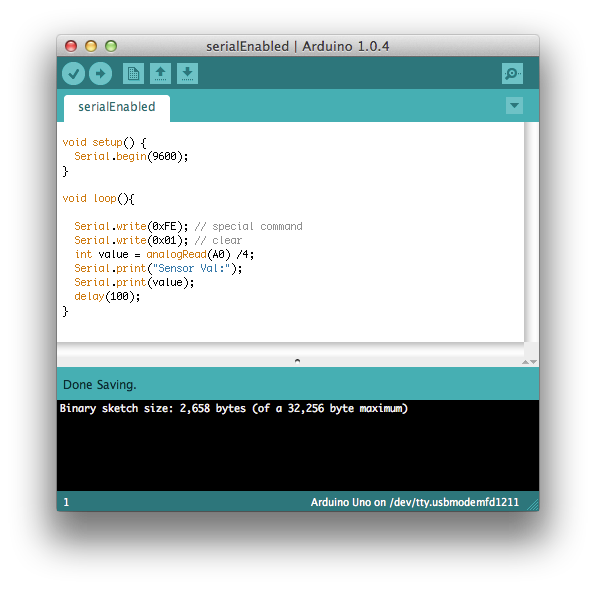 serialEnabled | Arduino 1.0.4
serialEnabled
void setup() {
  Serial.begin(9600);
}
void loop(){
  Serial.write(0xFE); // special command
  Serial.write(0x01); // clear
  int value = analogRead(A0) /4;
  Serial.print("Sensor Val:");
  Serial.print(value);
  delay(100);
}
Done Saving.
Binary sketch size: 2,658 bytes (of a 32,256 byte maximum)
1 Arduino Uno on /dev/tty.usbmodemfd1211